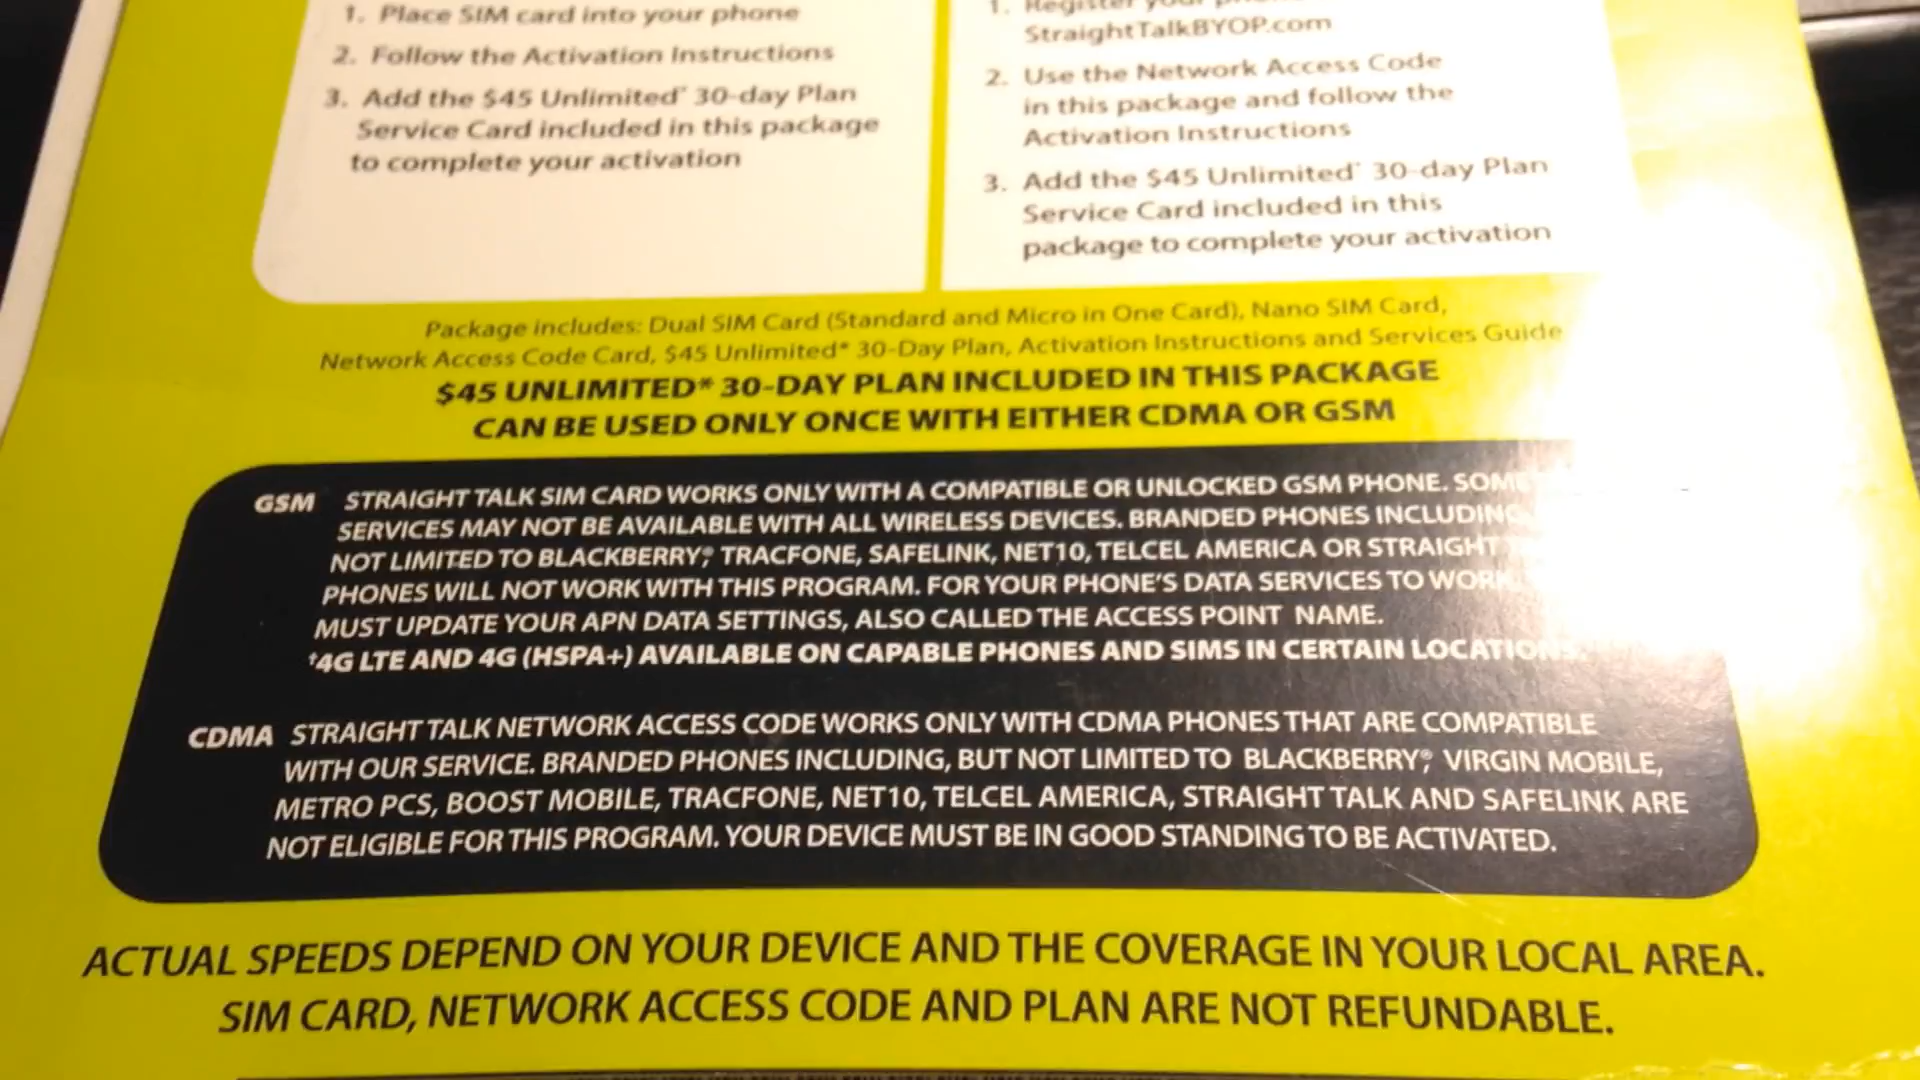 1. Place SIM card into your phone
2. Follow the Activation Instructions
3. Add the $45 Unlimited* 30-day Plan
Service Card included in this package
to complete your activation
1. Register your
StraightTalkBYOP.com
2. Use the Network Access Code
in this package and follow the
Activation Instructions
3. Add the $45 Unlimited* 30-day Plan
Service Card included in this
package to complete your activation
Package includes: Dual SIM Card (Standard and Micro in One Card), Nano SIM Card,
Network Access Code Card, $45 Unlimited* 30-Day Plan, Activation Instructions and Services Guide
$45 UNLIMITED* 30-DAY PLAN INCLUDED IN THIS PACKAGE
CAN BE USED ONLY ONCE WITH EITHER CDMA OR GSM
GSM STRAIGHT TALK SIM CARD WORKS ONLY WITH A COMPATIBLE OR UNLOCKED GSM PHONE. SOME
SERVICES MAY NOT BE AVAILABLE WITH ALL WIRELESS DEVICES. BRANDED PHONES INCLUDING
NOT LIMITED TO BLACKBERRY®, TRACFONE, SAFELINK, NET10, TELCEL AMERICA OR STRAIGHT
PHONES WILL NOT WORK WITH THIS PROGRAM. FOR YOUR PHONE'S DATA SERVICES TO WORK
MUST UPDATE YOUR APN DATA SETTINGS, ALSO CALLED THE ACCESS POINT NAME.
†4G LTE AND 4G (HSPA+) AVAILABLE ON CAPABLE PHONES AND SIMS IN CERTAIN LOCATIONS.
CDMA STRAIGHT TALK NETWORK ACCESS CODE WORKS ONLY WITH CDMA PHONES THAT ARE COMPATIBLE
WITH OUR SERVICE. BRANDED PHONES INCLUDING, BUT NOT LIMITED TO BLACKBERRY®, VIRGIN MOBILE,
METRO PCS, BOOST MOBILE, TRACFONE, NET10, TELCEL AMERICA, STRAIGHT TALK AND SAFELINK ARE
NOT ELIGIBLE FOR THIS PROGRAM. YOUR DEVICE MUST BE IN GOOD STANDING TO BE ACTIVATED.
ACTUAL SPEEDS DEPEND ON YOUR DEVICE AND THE COVERAGE IN YOUR LOCAL AREA.
SIM CARD, NETWORK ACCESS CODE AND PLAN ARE NOT REFUNDABLE.